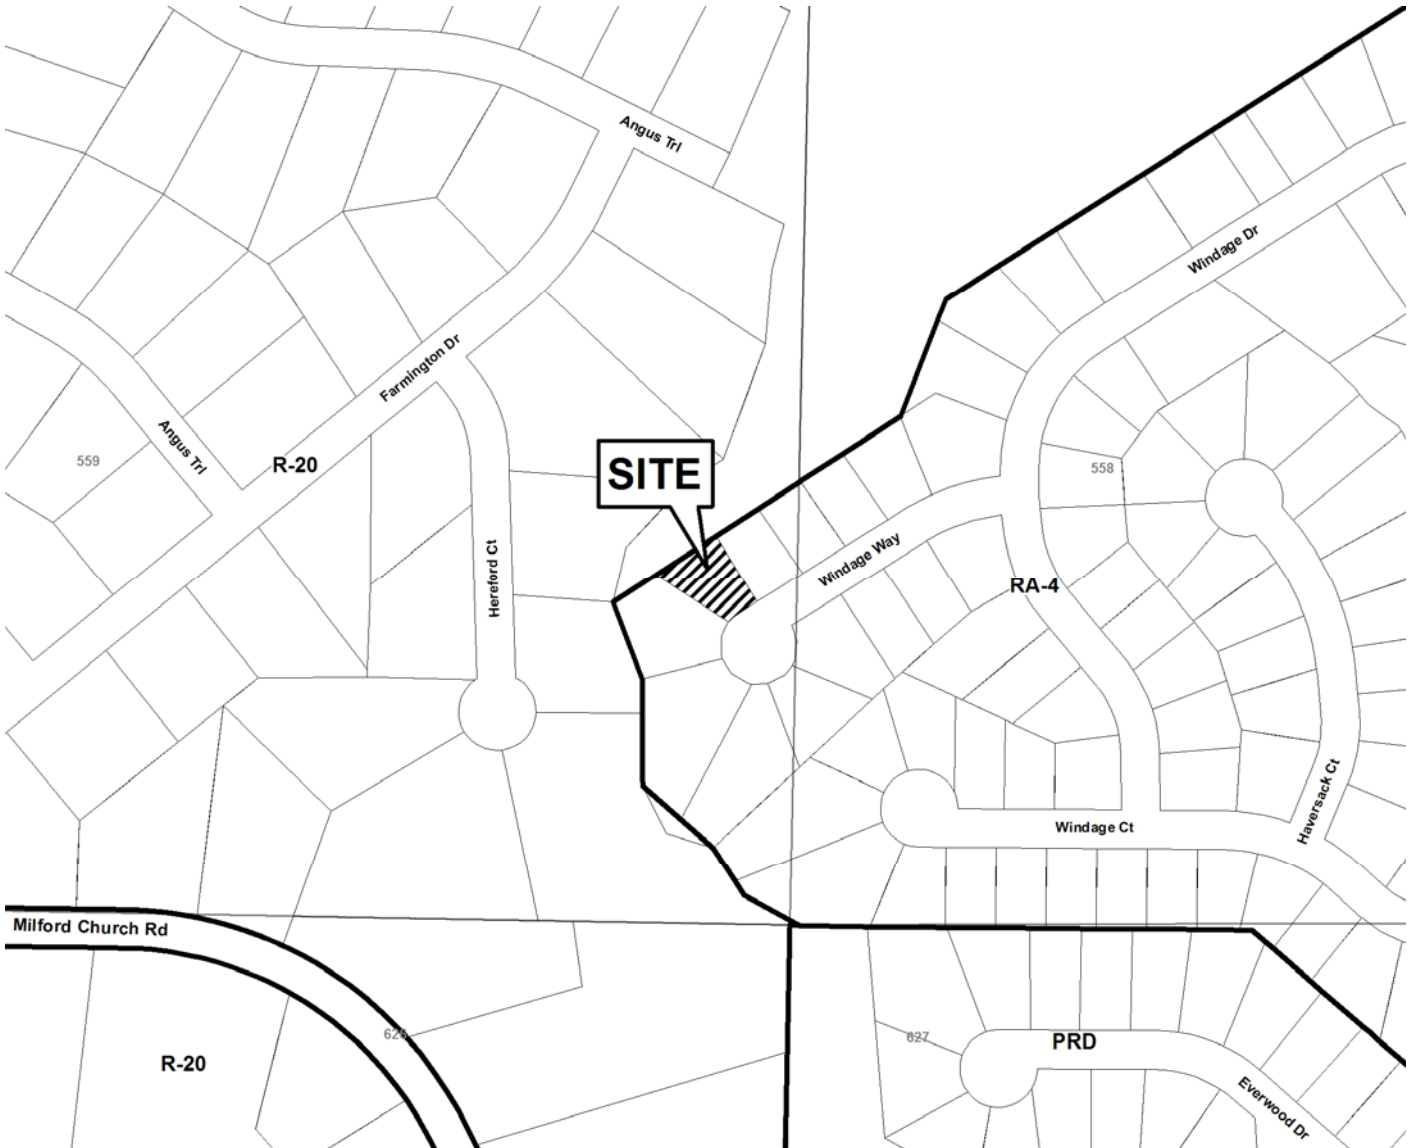 Angus Trl
Windage Dr
Farmington Dr
Angus Trl
559
R-20
SITE
558
Windage Way
Hereford Ct
RA-4
Haversack Ct
Windage Ct
Milford Church Rd
626
627
PRD
R-20
Everwood Dr